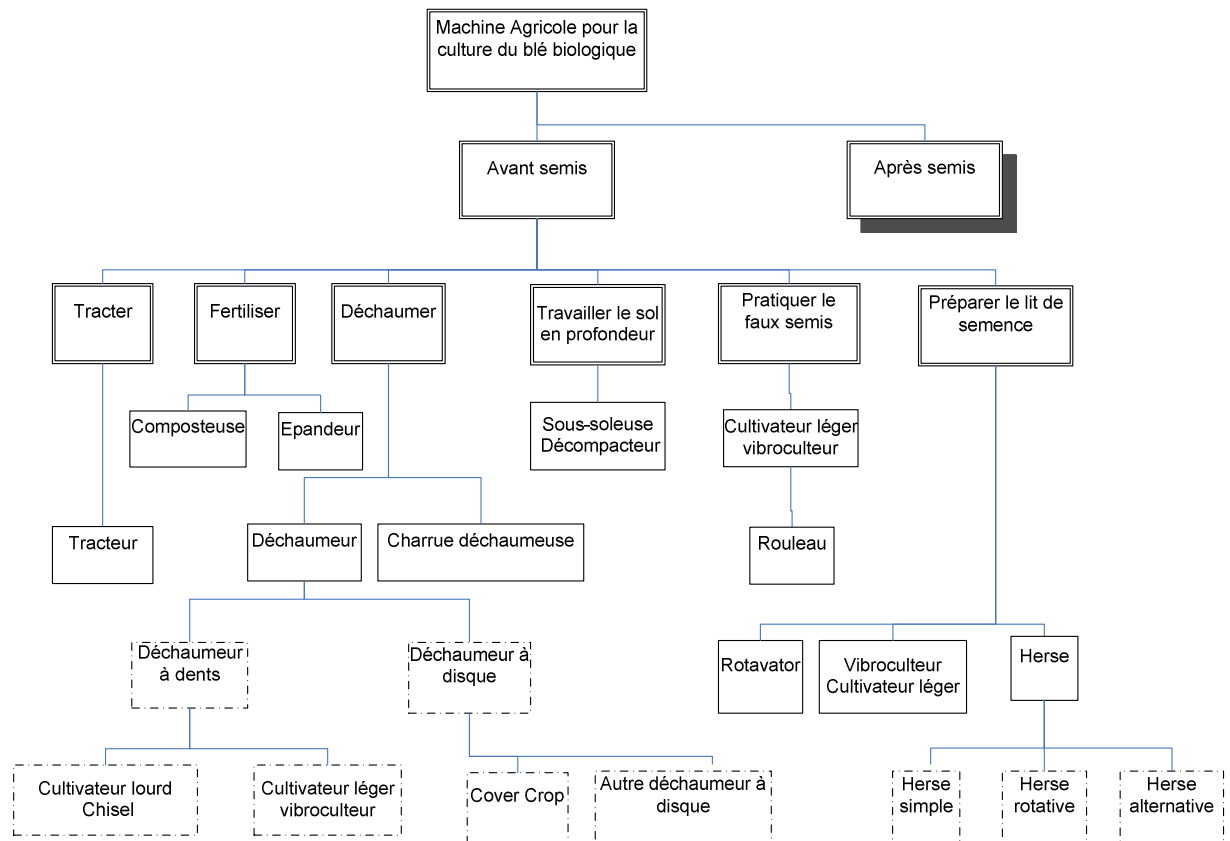 Machine Agricole pour la
culture du blé biologique
Avant semis
Après semis
Tracter
Fertiliser
Déchaumer
Travailler le sol
en profondeur
Pratiquer le
faux semis
Préparer le lit de
semence
Composteuse
Epandeur
Sous-soleuse
Décompacteur
Cultivateur léger
vibroculteur
Tracteur
Déchaumeur
Charrue déchaumeuse
Rouleau
Déchaumeur
à dents
Déchaumeur à
disque
Rotavator
Vibroculteur
Cultivateur léger
Herse
Cultivateur lourd
Chisel
Cultivateur léger
vibroculteur
Cover Crop
Autre déchaumeur à
disque
Herse
simple
Herse
rotative
Herse
alternative